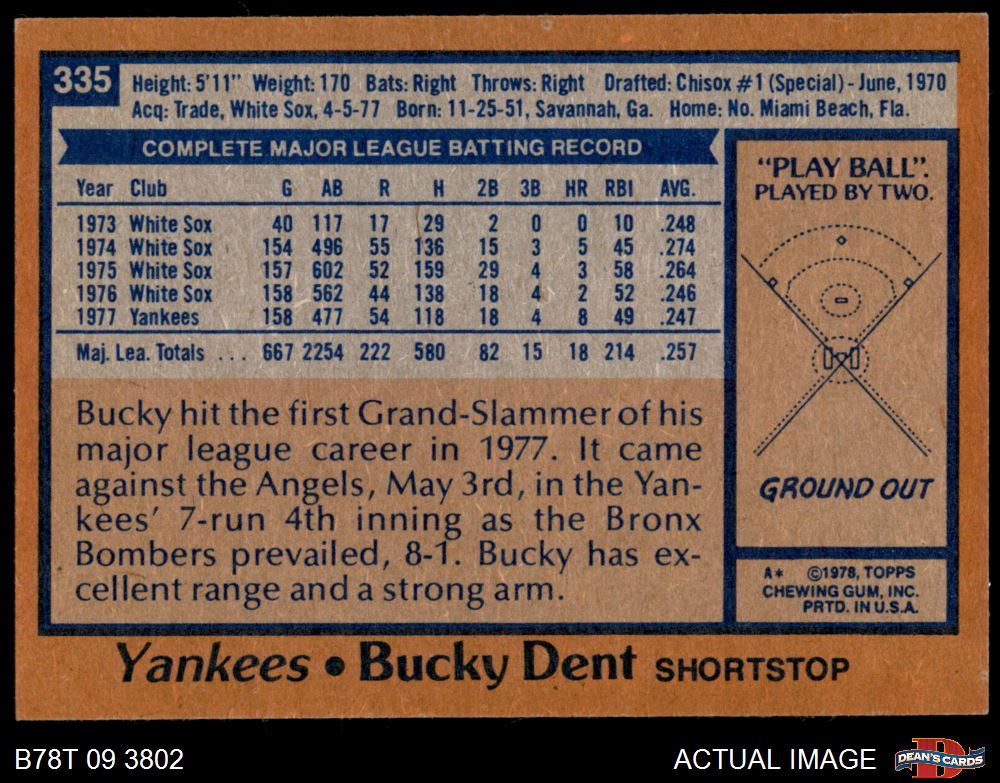 335
Height: 5'11" Weight: 170 Bats: Right Throws: Right Drafted: Chisox #1 (Special) - June, 1970
Acq: Trade, White Sox, 4-5-77 Born: 11-25-51, Savannah, Ga. Home: No. Miami Beach, Fla.
COMPLETE MAJOR LEAGUE BATTING RECORD
Year Club G AB R H 2B 3B HR RBI AVG.
1973 White Sox 40 117 17 29 2 0 0 10 .248
1974 White Sox 154 496 55 136 15 3 5 45 .274
1975 White Sox 157 602 52 159 29 4 3 58 .264
1976 White Sox 158 562 44 138 18 4 2 52 .246
1977 Yankees 158 477 54 118 18 4 8 49 .247
Maj. Lea. Totals ... 667 2254 222 580 82 15 18 214 .257
Bucky hit the first Grand-Slammer of his
major league career in 1977. It came
against the Angels, May 3rd, in the Yan-
kees' 7-run 4th inning as the Bronx
Bombers prevailed, 8-1. Bucky has ex-
cellent range and a strong arm.
"PLAY BALL".
PLAYED BY TWO.
GROUND OUT
A* ©1978, TOPPS
CHEWING GUM, INC.
PRTD. IN U.S.A.
Yankees • Bucky Dent SHORTSTOP
B78T 09 3802
ACTUAL IMAGE
D
DEAN'S CARDS